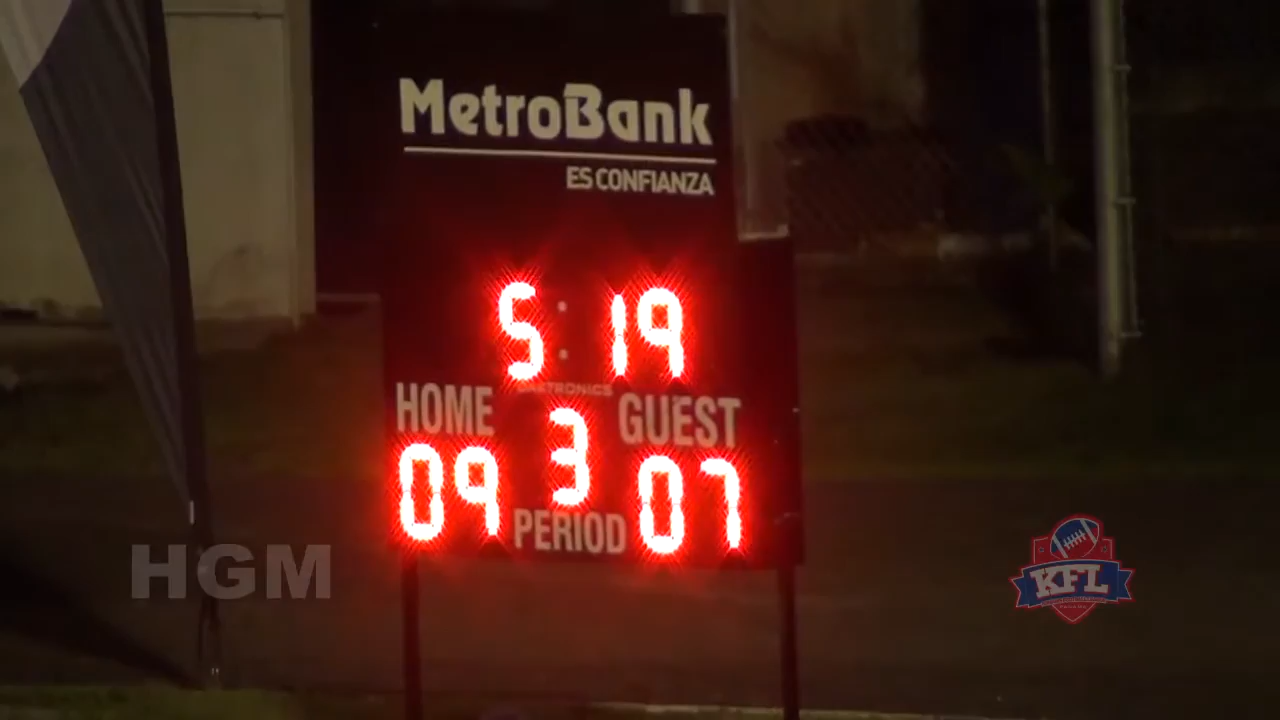 MetroBank
ES CONFIANZA
5:19
HOME 3 GUEST
09 PERIOD 07
HGM
KFL